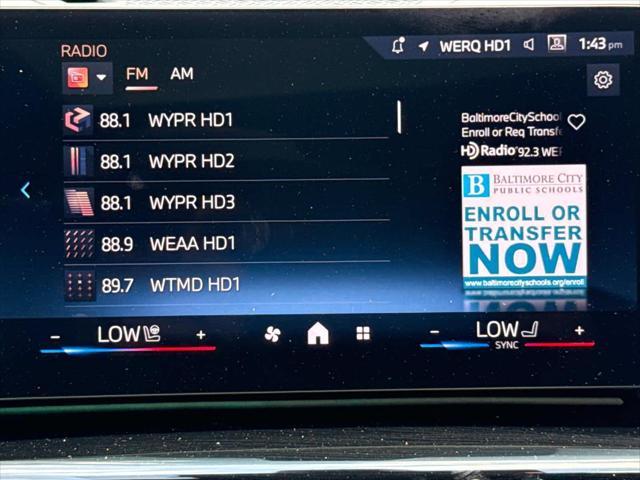 RADIO
WERQ HD1
1:43 pm
FM AM
88.1 WYPR HD1
88.1 WYPR HD2
88.1 WYPR HD3
88.9 WEAA HD1
89.7 WTMD HD1
BaltimoreCitySchool
Enroll or Req Transfe
HD Radio 92.3 WER
B BALTIMORE CITY
PUBLIC SCHOOLS
ENROLL OR
TRANSFER
NOW
www.baltimorecityschools.org/enroll
− LOW +
− LOW +
SYNC